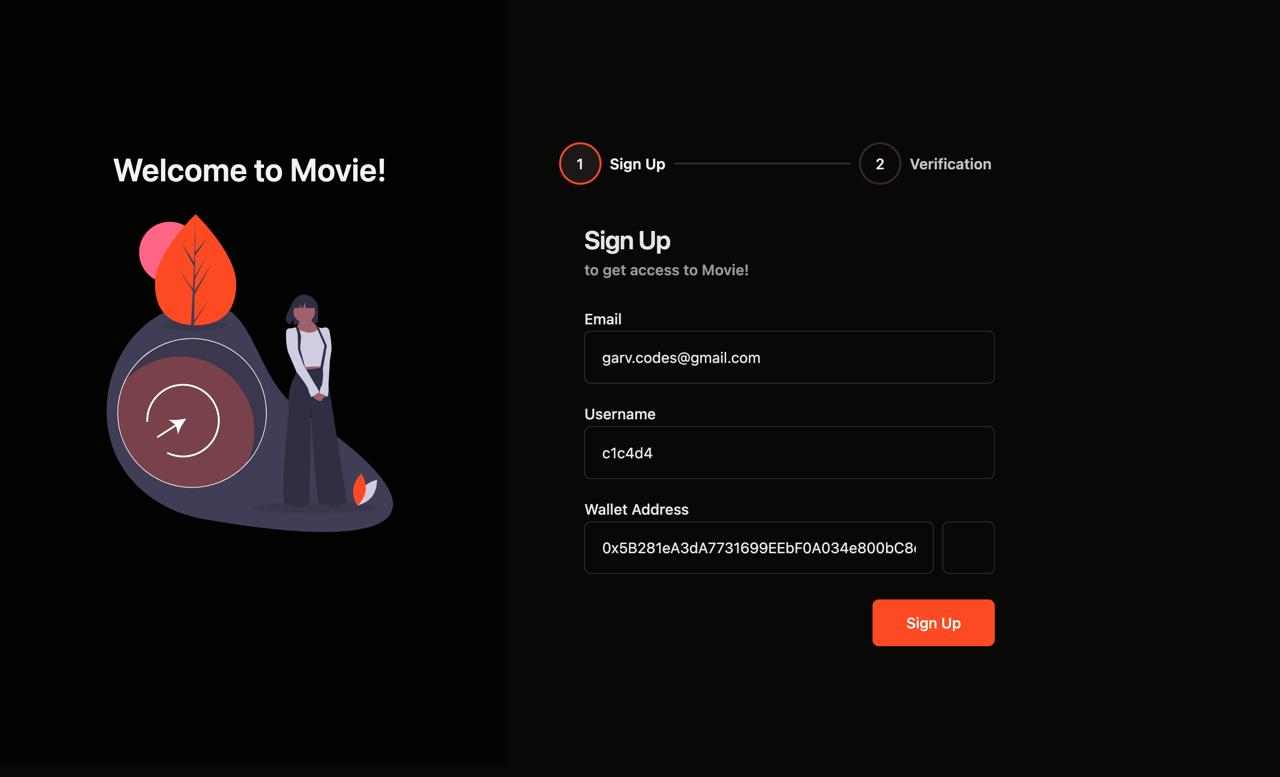 Welcome to Movie!
1 Sign Up 2 Verification
Sign Up
to get access to Movie!
Email
garv.codes@gmail.com
Username
c1c4d4
Wallet Address
0x5B281eA3dA7731699EEbF0A034e800bC8
Sign Up